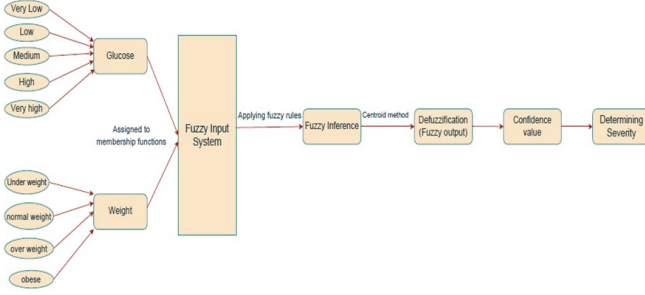 Very Low
Low
Medium
High
Very high
Glucose
Assigned to
membership functions
Under weight
normal weight
over weight
obese
Weight
Fuzzy Input
System
Applying fuzzy rules
Fuzzy Inference
Centroid method
Defuzzification
(Fuzzy output)
Confidence
value
Determining
Severity